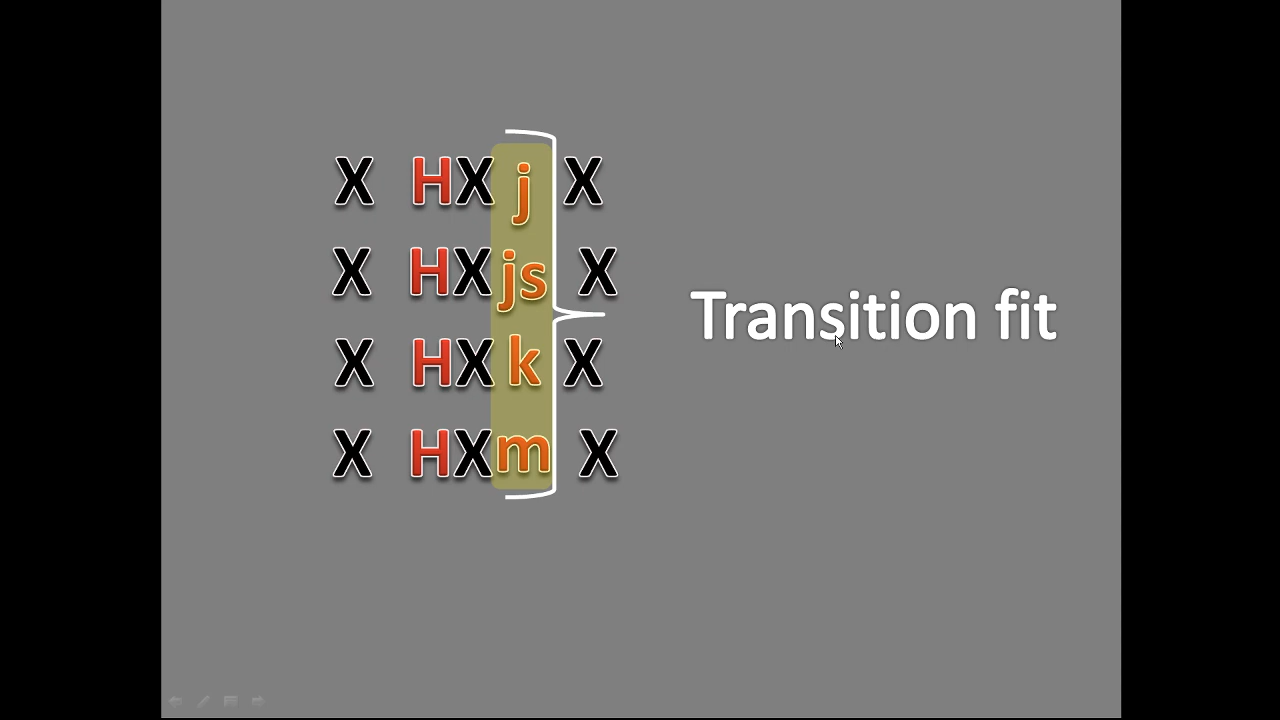 X HX j X
X HX js X
X HX k X
X HX m X
Transition fit